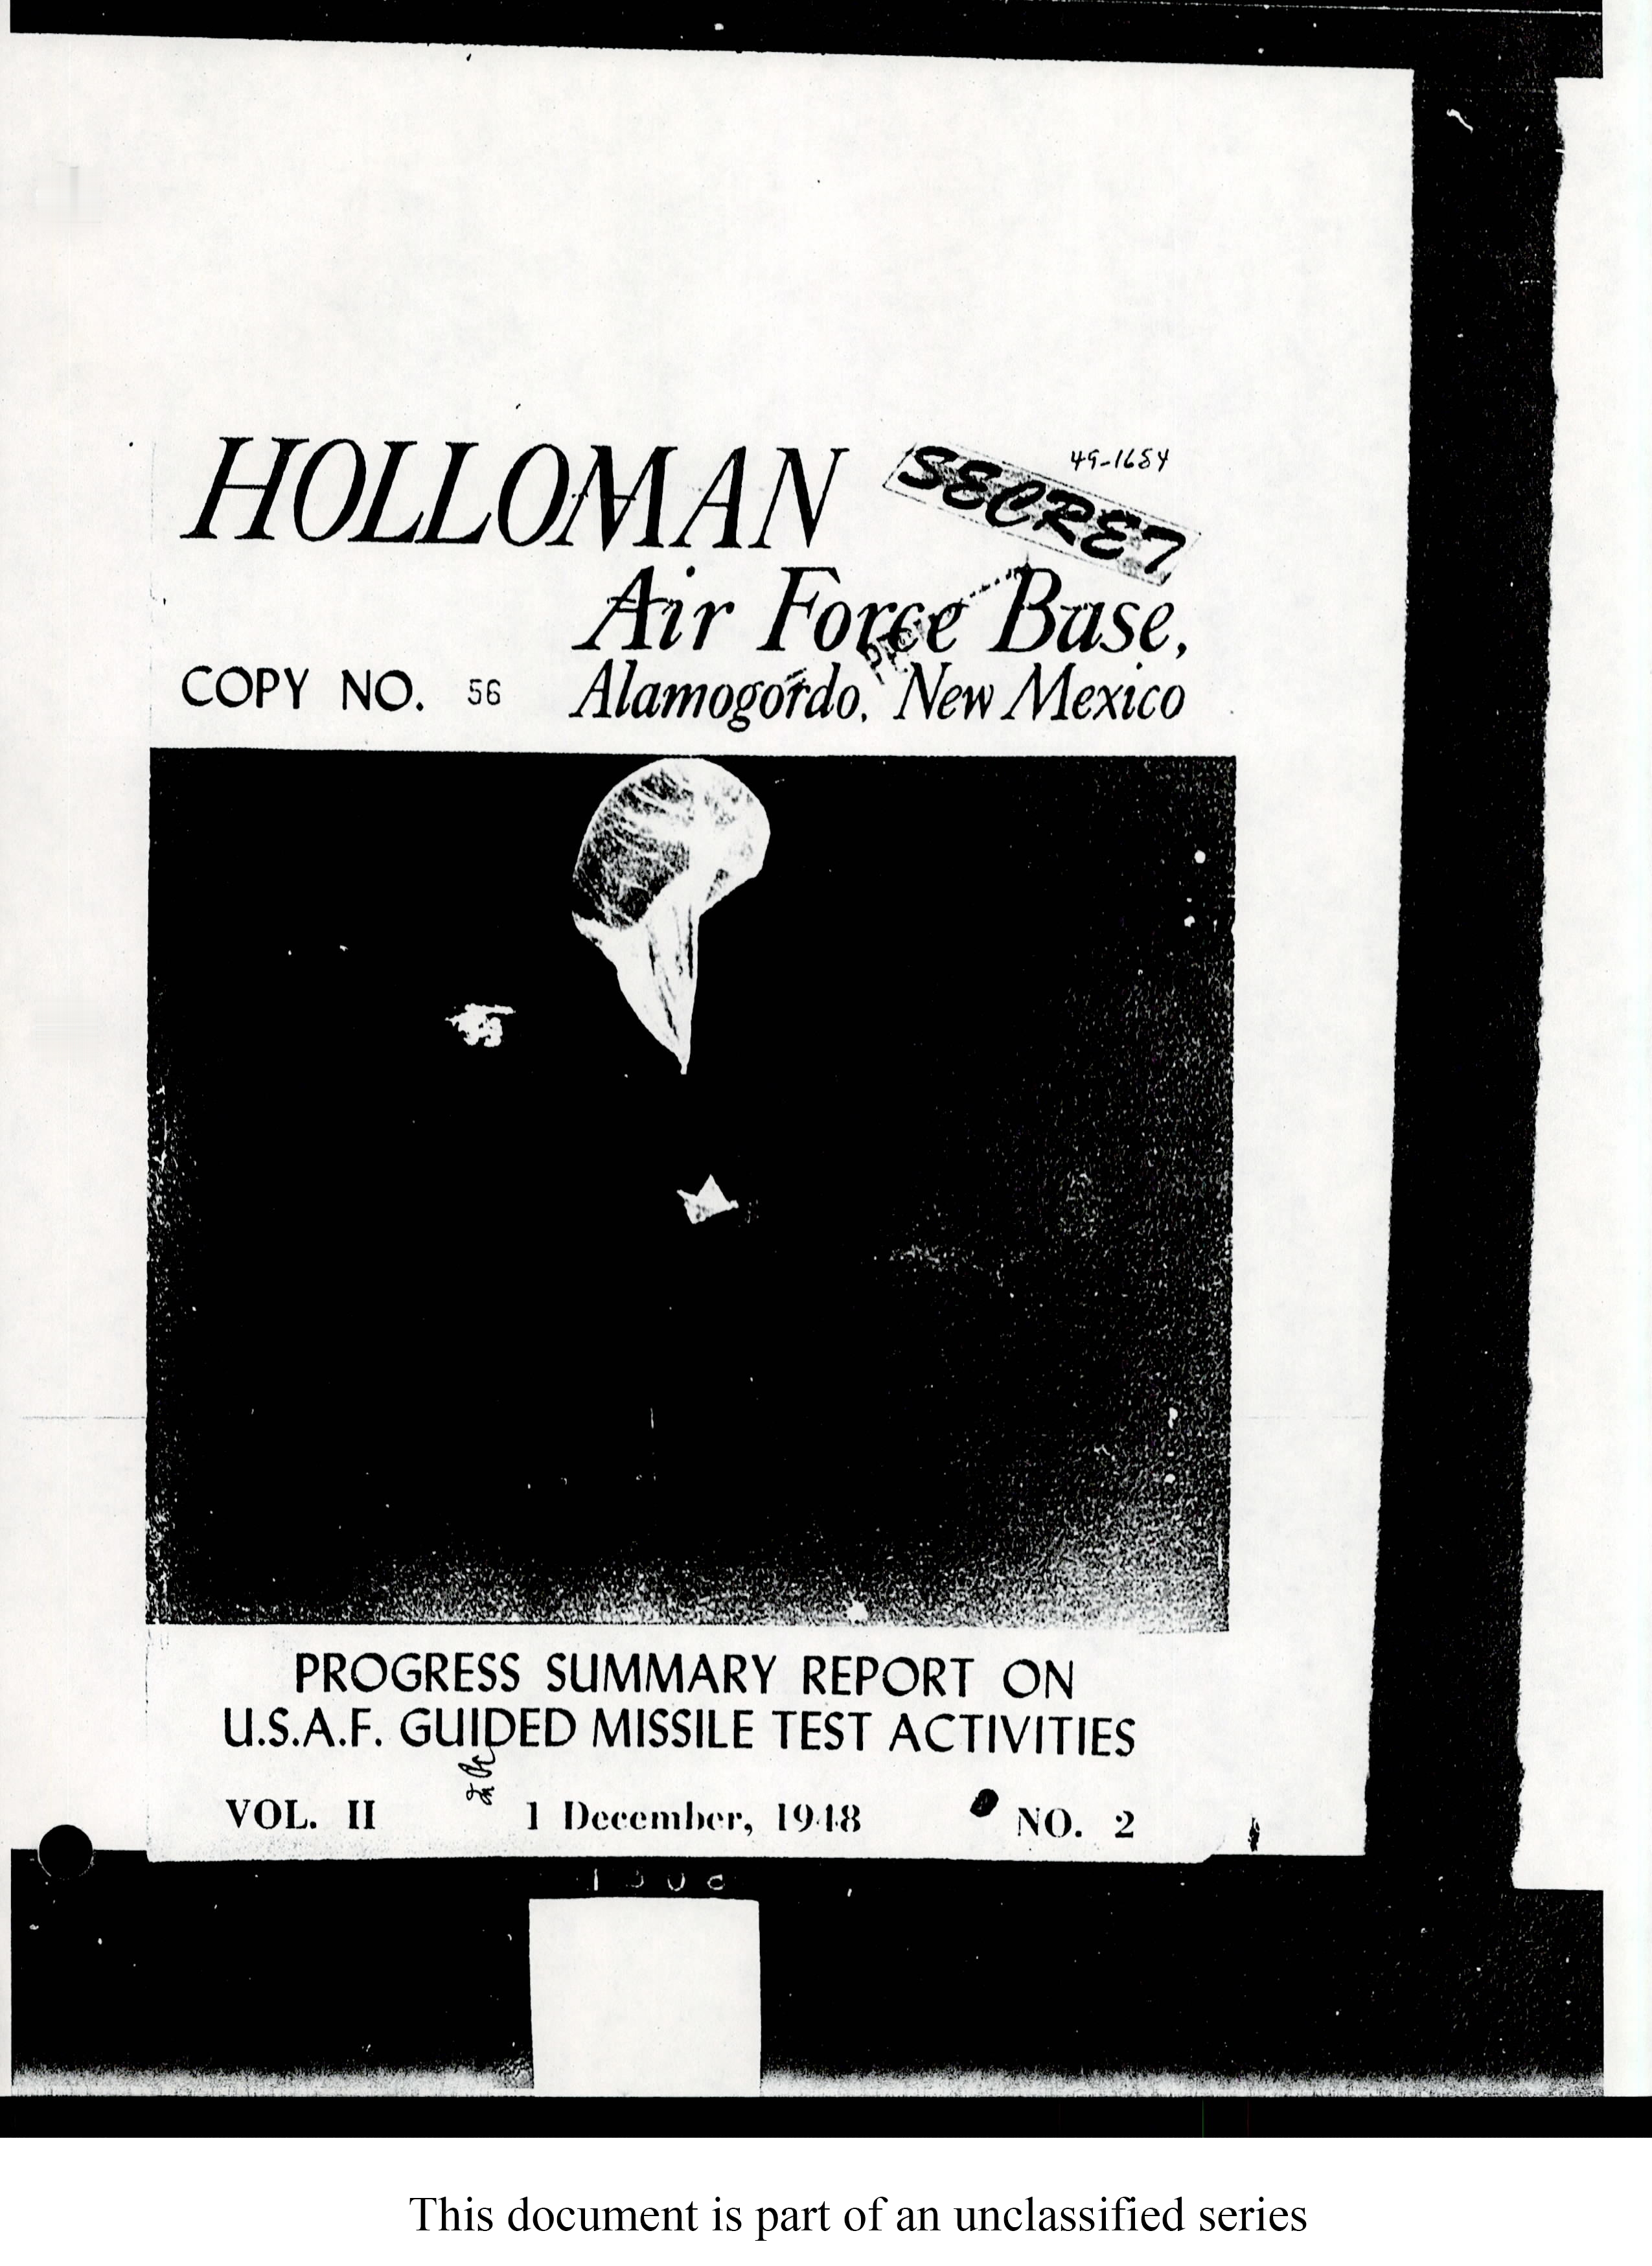 HOLLOMAN
SECRET
49-1684
Air Force Base,
COPY NO. 56
Alamogordo, New Mexico
PROGRESS SUMMARY REPORT ON
U.S.A.F. GUIDED MISSILE TEST ACTIVITIES
VOL. II 1 December, 1948 NO. 2
This document is part of an unclassified series